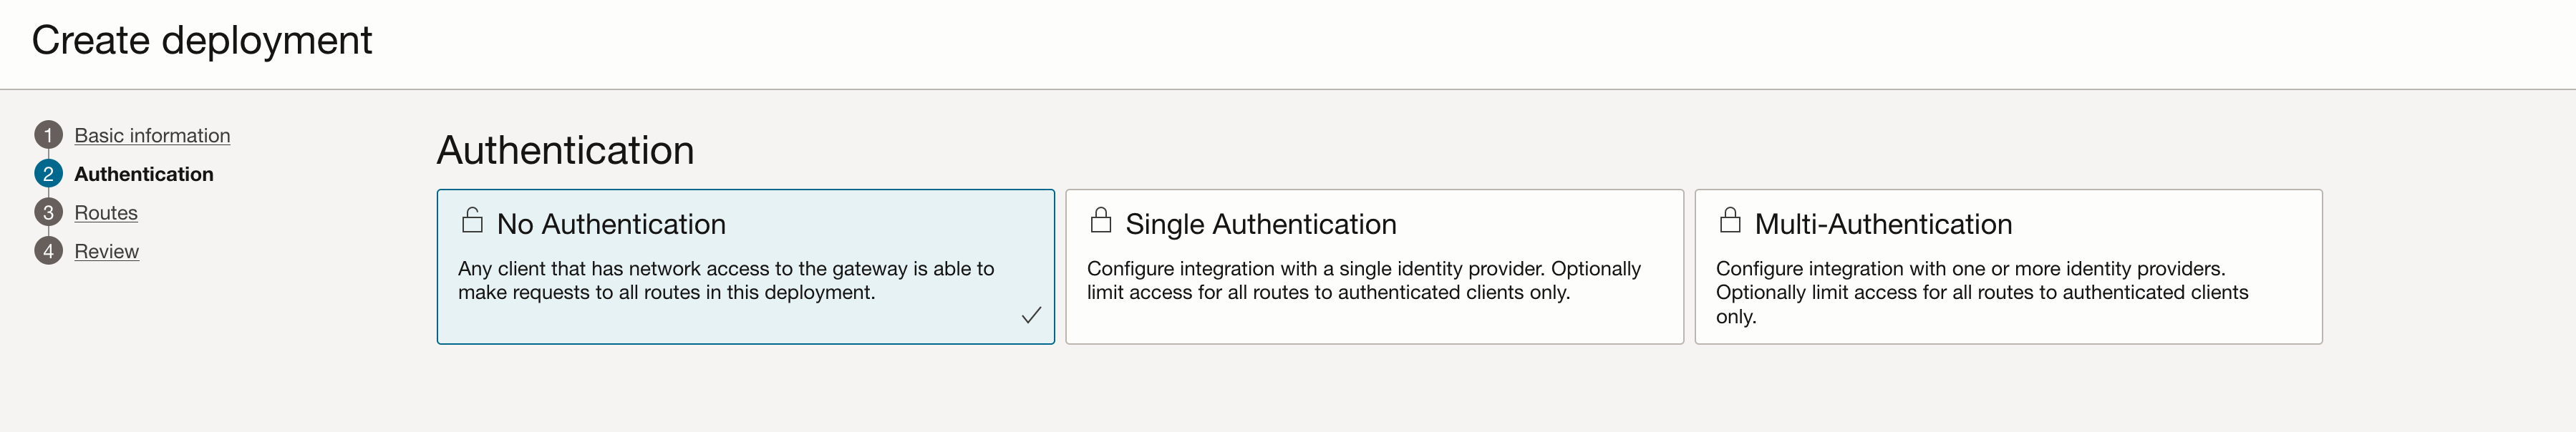 Create deployment
1 Basic information
2 Authentication
3 Routes
4 Review
Authentication
No Authentication
Any client that has network access to the gateway is able to
make requests to all routes in this deployment.
Single Authentication
Configure integration with a single identity provider. Optionally
limit access for all routes to authenticated clients only.
Multi-Authentication
Configure integration with one or more identity providers.
Optionally limit access for all routes to authenticated clients
only.